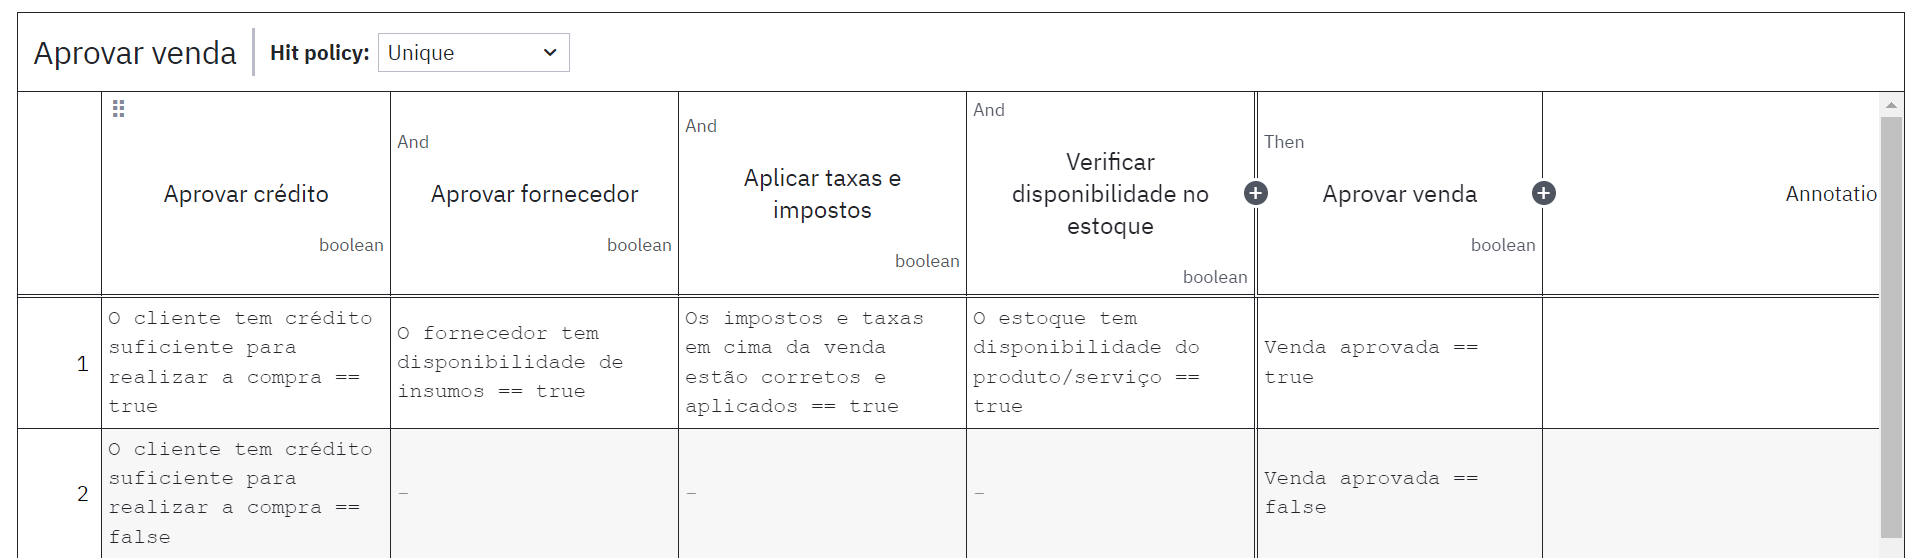 Aprovar venda
Hit policy:
Unique
And
And
And
Then
Aprovar crédito
boolean
Aprovar fornecedor
boolean
Aplicar taxas e
impostos
boolean
Verificar
disponibilidade no
estoque
boolean
Aprovar venda
boolean
Annotatio
1
O cliente tem crédito
suficiente para
realizar a compra ==
true
O fornecedor tem
disponibilidade de
insumos == true
Os impostos e taxas
em cima da venda
estão corretos e
aplicados == true
O estoque tem
disponibilidade do
produto/serviço ==
true
Venda aprovada ==
true
2
O cliente tem crédito
suficiente para
realizar a compra ==
false
-
-
-
Venda aprovada ==
false